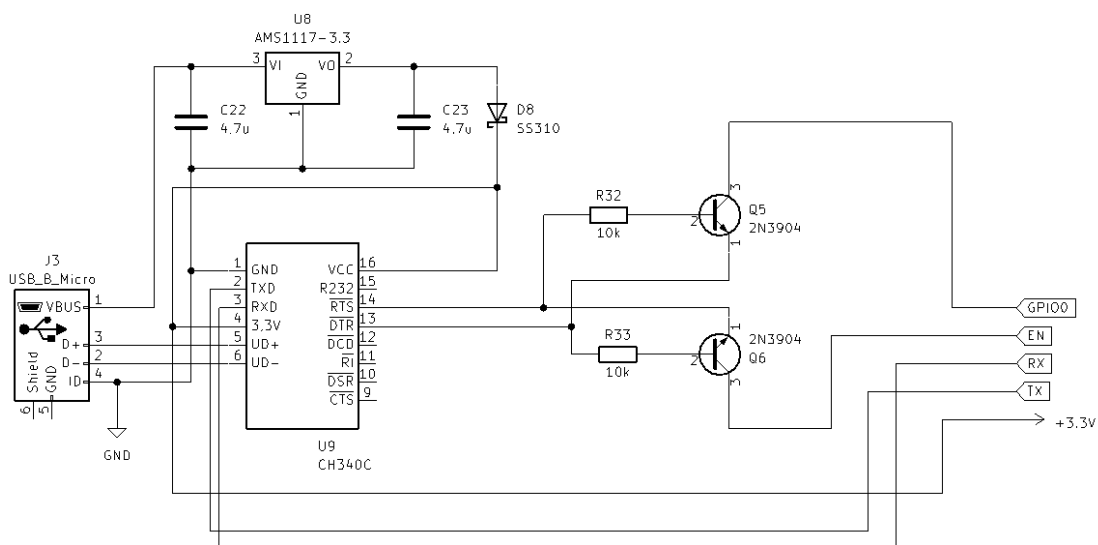 U8
AMS1117-3.3
3 VI VO 2
GND
1
C22
4.7u
C23
4.7u
D8
SS310
R32
10k
3
2
1
Q5
2N3904
J3
USB_B_Micro
VBUS 1
D+ 3
D- 2
ID 4
Shield
GND
6
5
GND
1 GND VCC 16
2 TXD R232 15
3 RXD RTS 14
4 3.3V DTR 13
5 UD+ DCD 12
6 UD- RI 11
DSR 10
CTS 9
U9
CH340C
R33
10k
1
2
3
2N3904
Q6
GPIO0
EN
RX
TX
+3.3V